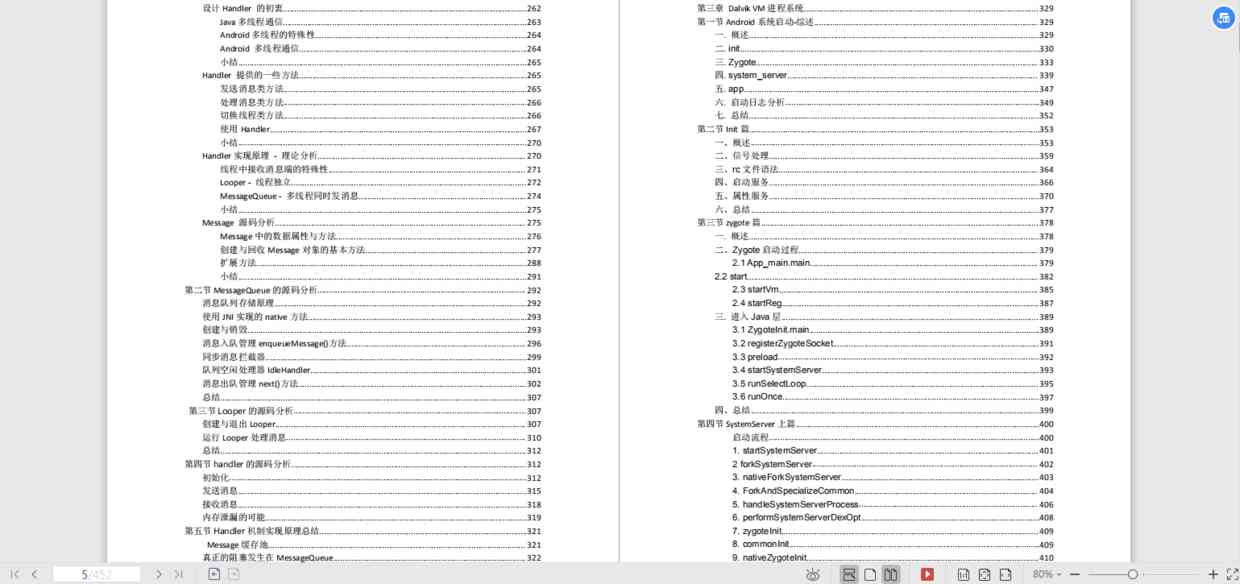 设计 Handler 的初衷 262
Java 多线程通信 263
Android 多线程的特殊性 264
Android 多线程通信 264
小结 265
Handler 提供的一些方法 265
发送消息类方法 265
处理消息类方法 266
切换线程类方法 266
使用 Handler 267
小结 270
Handler 实现原理 - 理论分析 270
线程中接收消息端的特殊性 271
Looper - 线程独立 272
MessageQueue - 多线程同时发消息 274
小结 275
Message 源码分析 275
Message 中的数据属性与方法 276
创建与回收 Message 对象的基本方法 277
扩展方法 288
小结 291
第二节 MessageQueue 的源码分析 292
消息队列存储原理 292
使用 JNI 实现的 native 方法 293
创建与销毁 293
消息入队管理 enqueueMessage()方法 296
同步消息拦截器 299
队列空闲处理器 IdleHandler 301
消息出队管理 next()方法 302
总结 307
第三节 Looper 的源码分析 307
创建与退出 Looper 307
运行 Looper 处理消息 310
总结 312
第四节 handler 的源码分析 312
初始化 312
发送消息 315
接收消息 318
内存泄漏的可能 319
第五节 Handler 机制实现原理总结 321
Message 缓存池 321
真正的阻塞发生在 MessageQueue 322
第三章 Dalvik VM 进程系统 329
第一节 Android 系统启动-综述 329
一. 概述 329
二. init 330
三. Zygote 333
四. system_server 339
五. app 347
六. 启动日志分析 349
七. 总结 352
第二节 Init 篇 353
一、概述 353
二、信号处理 359
三、rc 文件语法 364
四、启动服务 366
五、属性服务 370
六、总结 377
第三节 zygote 篇 378
一. 概述 378
二、Zygote 启动过程 379
2.1 App_main.main 379
2.2 start 382
2.3 startVm 385
2.4 startReg 387
三. 进入 Java 层 389
3.1 ZygoteInit.main 389
3.2 registerZygoteSocket 391
3.3 preload 392
3.4 startSystemServer 393
3.5 runSelectLoop 395
3.6 runOnce 397
四、总结 399
第四节 SystemServer 上篇 400
启动流程 400
1. startSystemServer 401
2 forkSystemServer 402
3. nativeForkSystemServer 403
4. ForkAndSpecializeCommon 404
5. handleSystemServerProcess 406
6. performSystemServerDexOpt 408
7. zygoteInit 409
8. commonInit 409
9. nativeZygoteInit 410
5/452
80%